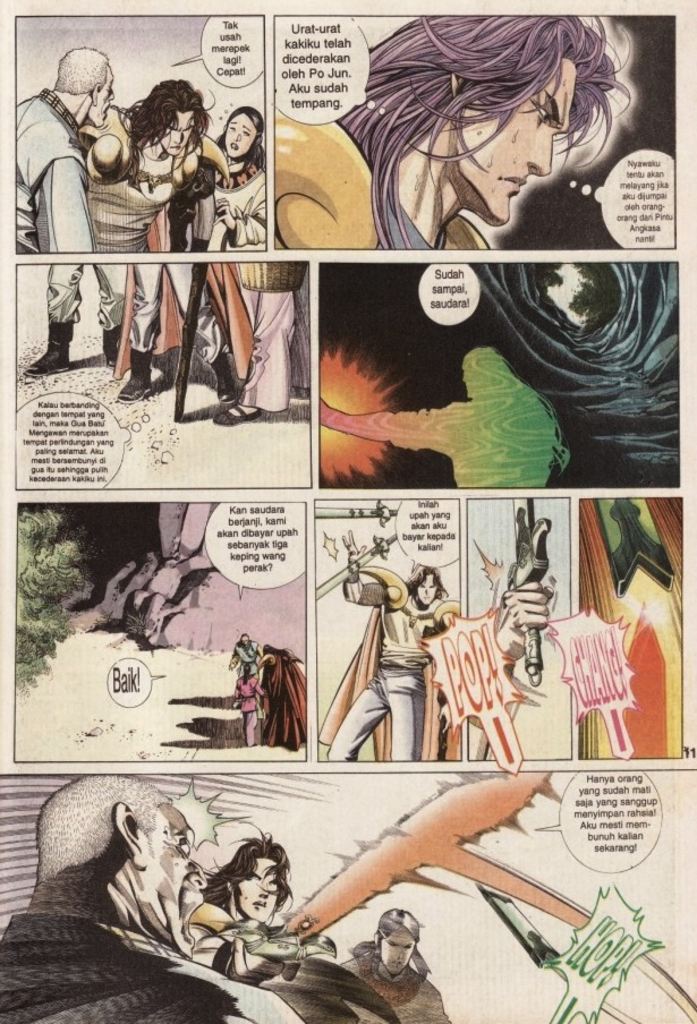 Tak
usah
merepek
lagi!
Cepat!
Urat-urat
kakiku telah
dicederakan
oleh Po Jun.
Aku sudah
tempang.
Nyawaku
tentu akan
melayang jika
aku dijumpai
oleh orang-
orang dari Pintu
Angkasa
nanti!
Kalau berbanding
dengan tempat yang
lain, maka Gua Batu
Mengawan merupakan
tempat perlindungan yang
paling selamat. Aku
mesti bersembunyi di
gua itu sehingga pulih
kecederaan kakiku ini.
Sudah
sampai,
saudara!
Kan saudara
berjanji, kami
akan dibayar upah
sebanyak tiga
keping wang
perak?
Baik!
Inilah
upah yang
akan aku
bayar kepada
kalian!
POP!
CHANG!
11
Hanya orang
yang sudah mati
saja yang sanggup
menyimpan rahsia!
Aku mesti mem-
bunuh kalian
sekarang!
HOP!